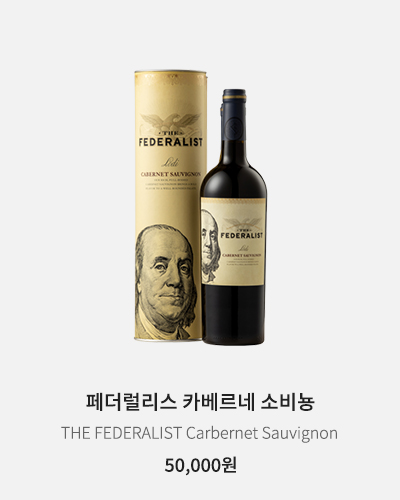 THE
FEDERALIST
Lodi
CABERNET SAUVIGNON
THE
FEDERALIST
Lodi
CABERNET SAUVIGNON
페더럴리스 카베르네 소비뇽
THE FEDERALIST Carbernet Sauvignon
50,000원